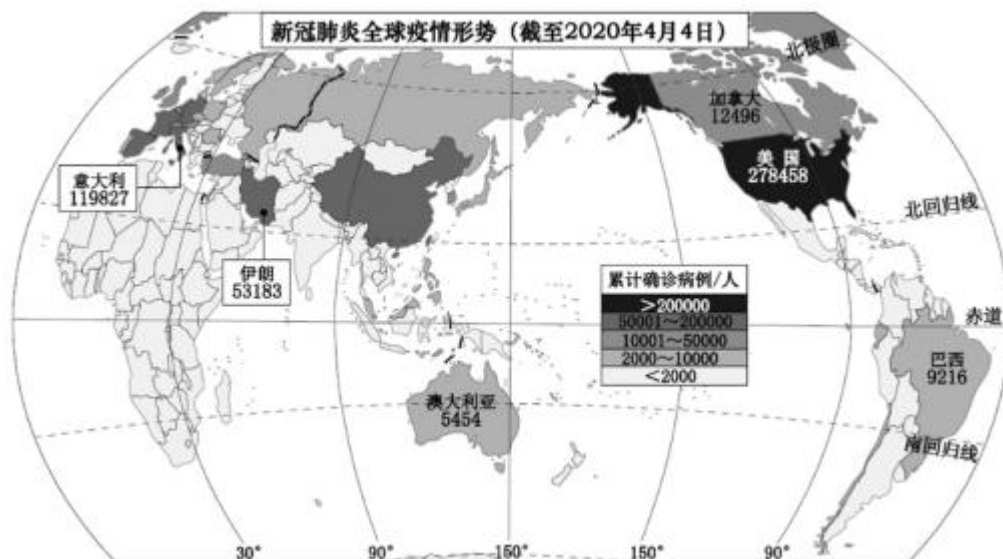 新冠肺炎全球疫情形势（截至2020年4月4日）
北极圈
加拿大
12496
美国
278458
意大利
119827
北回归线
伊朗
53183
累计确诊病例/人
＞200000
50001～200000
10001～50000
2000～10000
＜2000
赤道
巴西
9216
澳大利亚
5454
南回归线
30°
90°
150°
150°
90°